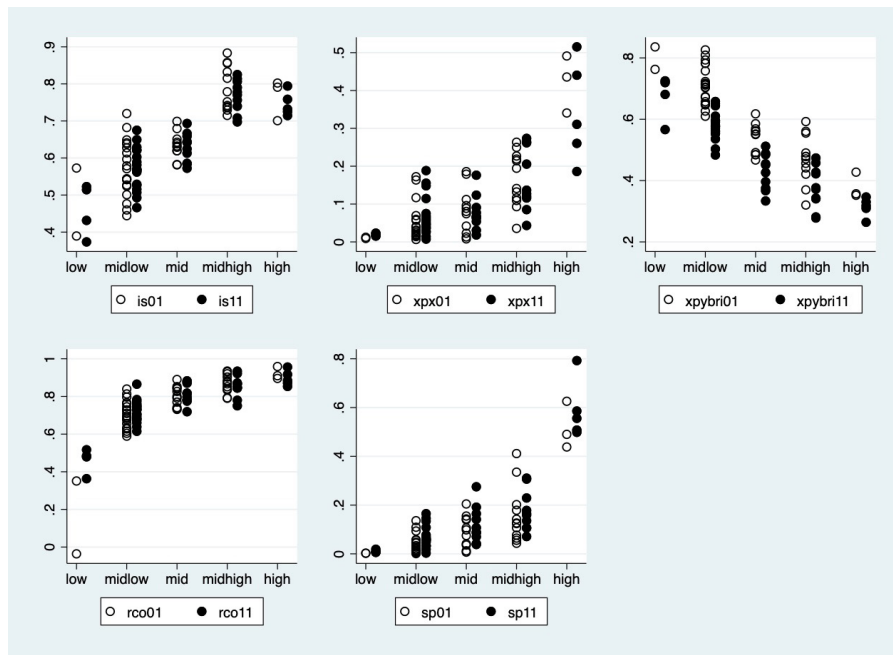 .9
.8
.7
.6
.5
.4
low midlow mid midhigh high
is01 is11
.5
.4
.3
.2
.1
0
low midlow mid midhigh high
xpx01 xpx11
.8
.6
.4
.2
low midlow mid midhigh high
xpybri01 xpybri11
1
.8
.6
.4
.2
0
low midlow mid midhigh high
rco01 rco11
.8
.6
.4
.2
0
low midlow mid midhigh high
sp01 sp11